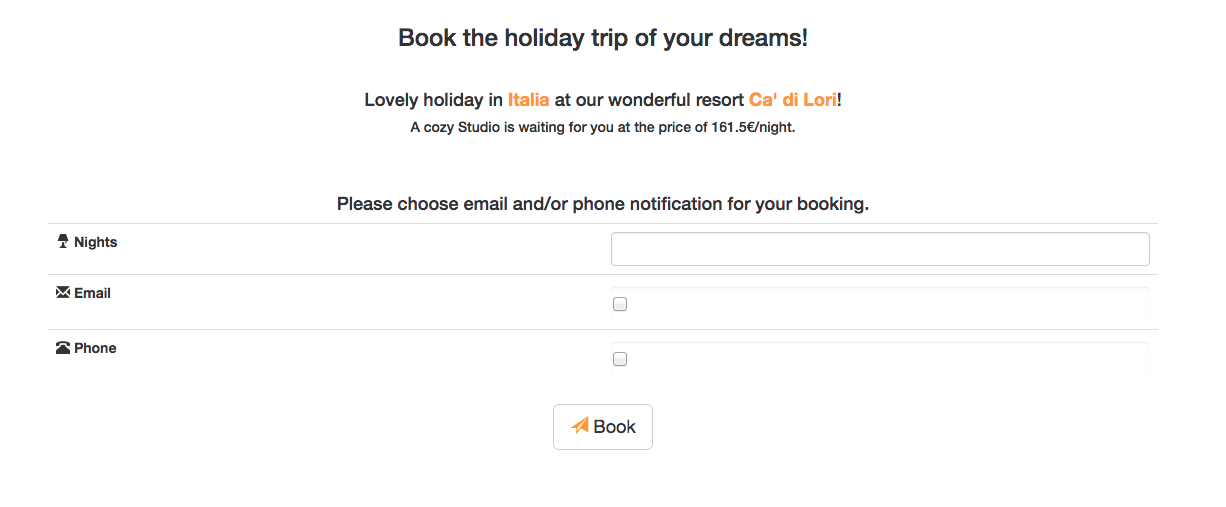 Book the holiday trip of your dreams!
Lovely holiday in Italia at our wonderful resort Ca' di Lori!
A cozy Studio is waiting for you at the price of 161.5€/night.
Please choose email and/or phone notification for your booking.
Nights
Email
Phone
Book